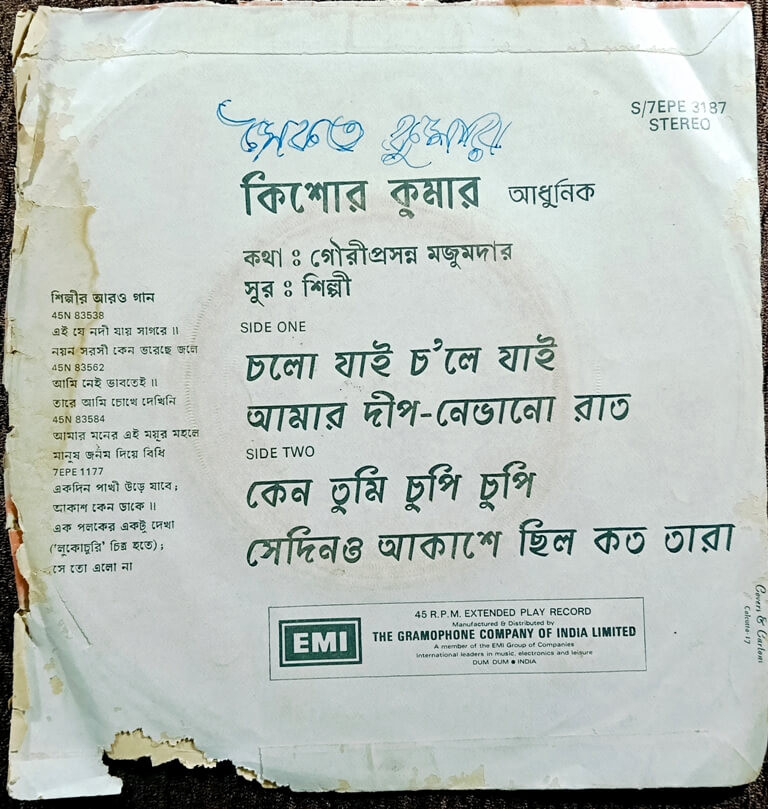 S/7EPE 3187
STEREO
কিশোর কুমার আধুনিক
কথা : গৌরীপ্রসন্ন মজুমদার
সুর : শিল্পী
SIDE ONE
চলো যাই চ'লে যাই
আমার দীপ-নেভানো রাত
SIDE TWO
কেন তুমি চুপি চুপি
সেদিনও আকাশে ছিল কত তারা
শিল্পীর আরও গান
45N 83538
এই যে নদী যায় সাগরে ॥
নয়ন সরসী কেন ভরেছে জলে
45N 83562
আমি নেই ভাবতেই ॥
তারে আমি চোখে দেখিনি
45N 83584
আমার মনের এই ময়ূর মহলে
মানুষ জনম দিয়ে বিধি
7EPE 1177
একদিন পাখী উড়ে যাবে;
আকাশ কেন ডাকে ॥
এক পলকের একটু দেখা
('লুকোচুরি' চিত্র হতে);
সে তো এলো না
EMI
45 R.P.M. EXTENDED PLAY RECORD
Manufactured & Distributed by
THE GRAMOPHONE COMPANY OF INDIA LIMITED
A member of the EMI Group of Companies
International leaders in music, electronics and leisure
DUM DUM ● INDIA
Covers & Cartons
Calcutta-17